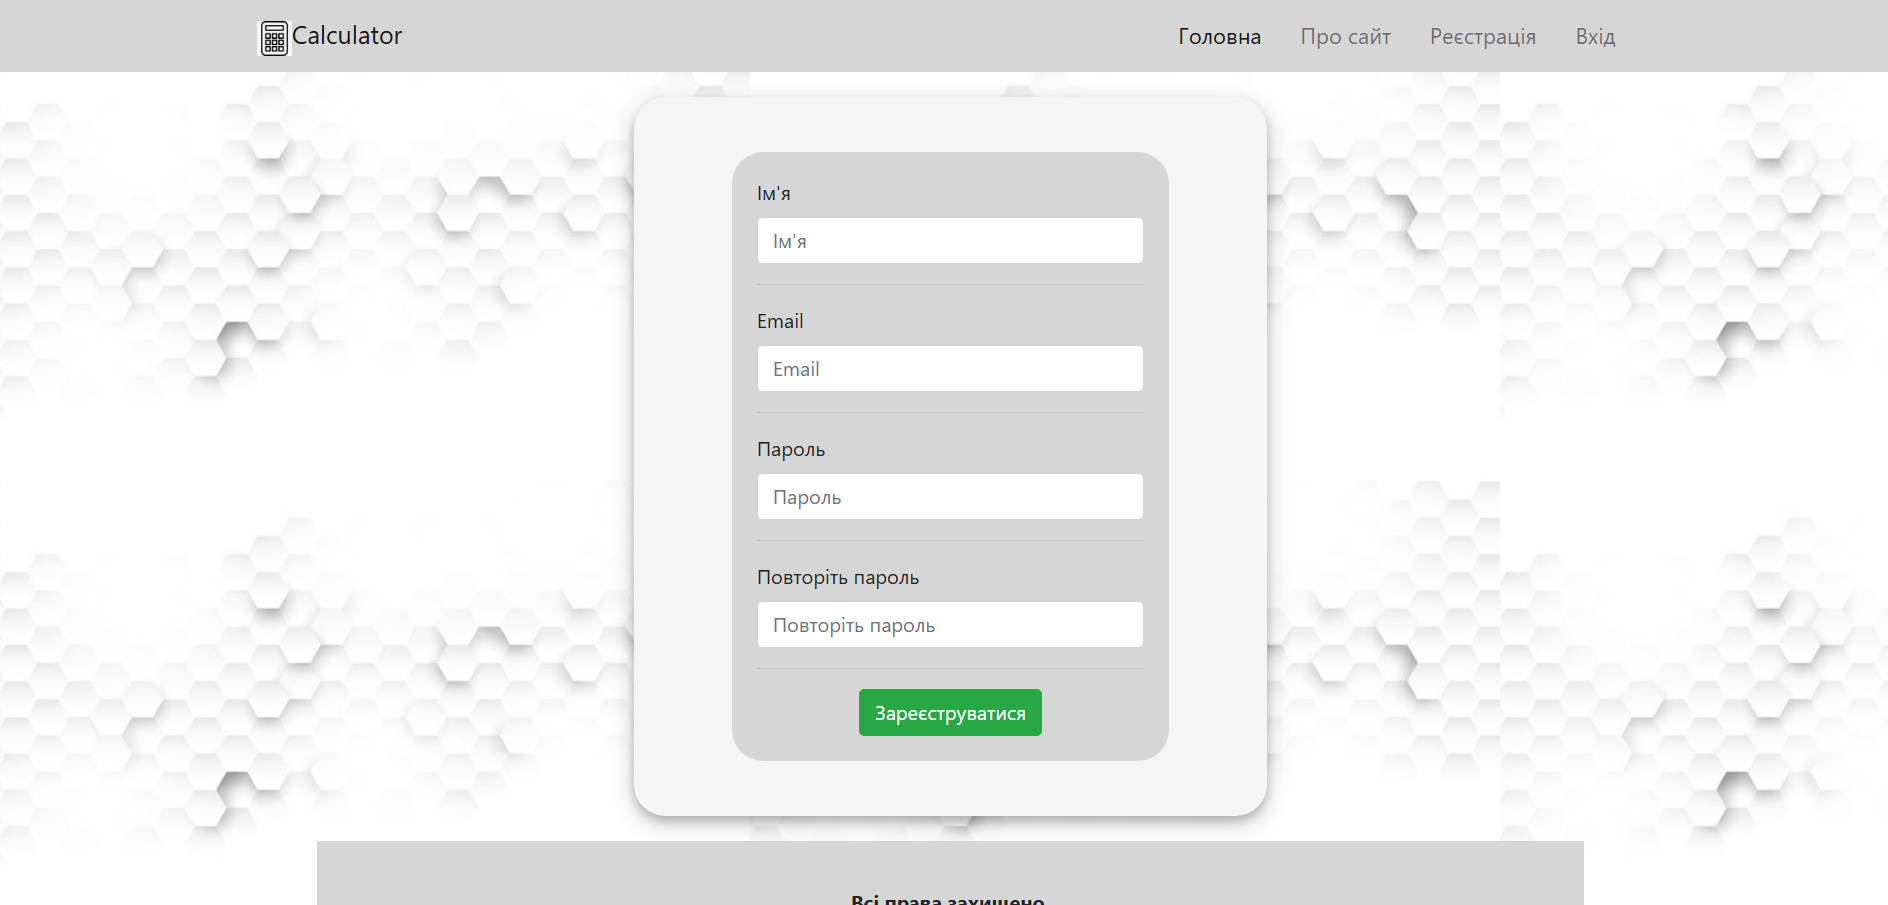 Calculator
Головна
Про сайт
Реєстрація
Вхід
Ім'я
Ім'я
Email
Email
Пароль
Пароль
Повторіть пароль
Повторіть пароль
Зареєструватися
Всі права захищено